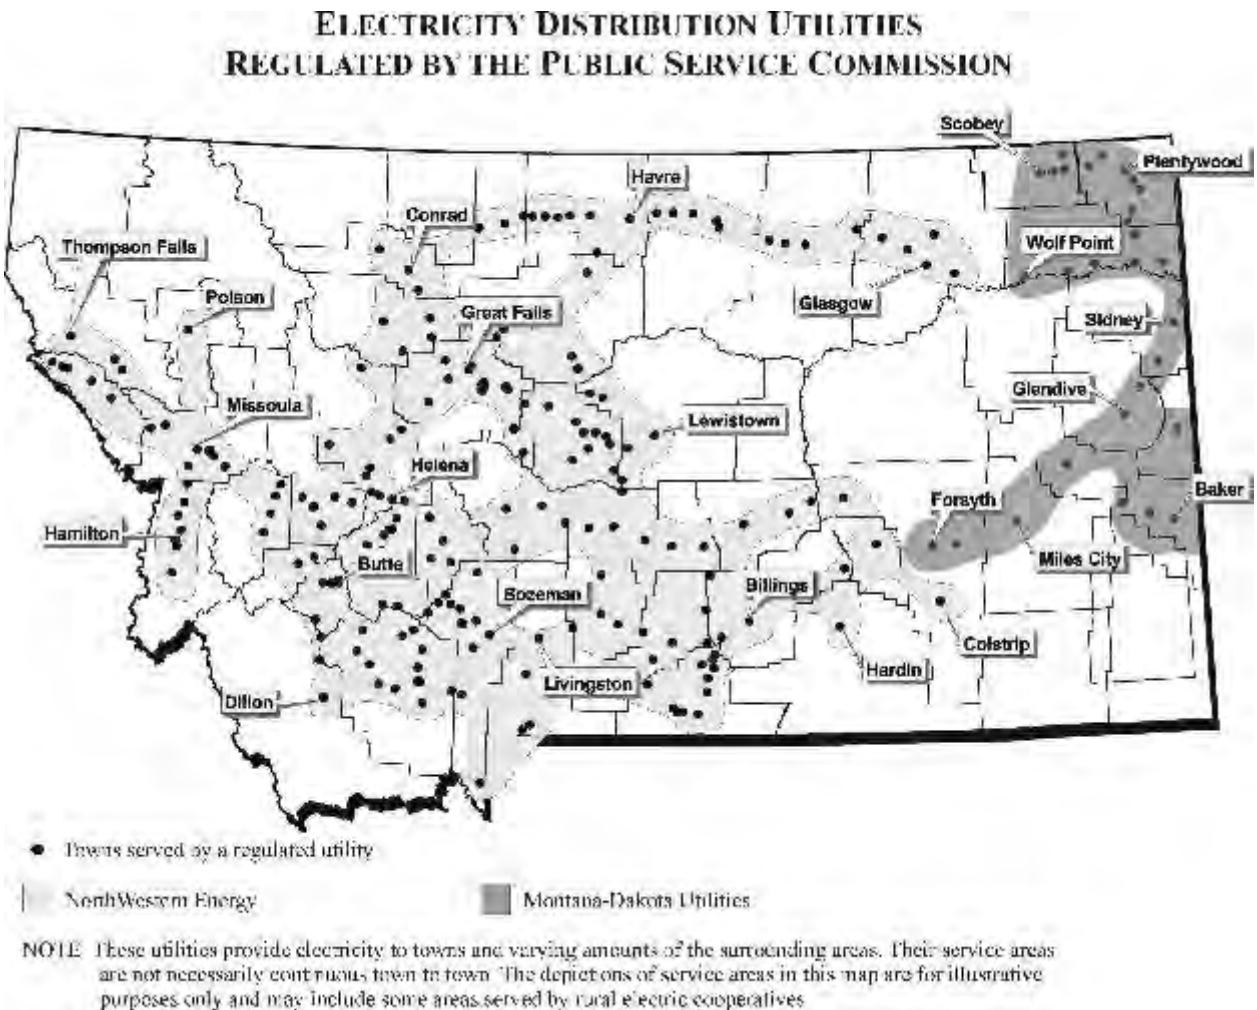 ELECTRICITY DISTRIBUTION UTILITIES
REGULATED BY THE PUBLIC SERVICE COMMISSION
Scobey
Plentywood
Havre
Conrad
Thompson Falls
Wolf Point
Polson
Glasgow
Great Falls
Sidney
Glendive
Missoula
Lewistown
Helena
Baker
Forsyth
Hamilton
Butte
Miles City
Billings
Bozeman
Colstrip
Hardin
Livingston
Dillon
Towns served by a regulated utility
NorthWestern Energy
Montana-Dakota Utilities
NOTE These utilities provide electricity to towns and varying amounts of the surrounding areas. Their service areas
are not necessarily continuous town to town. The depictions of service areas in this map are for illustrative
purposes only and may include some areas served by rural electric cooperatives